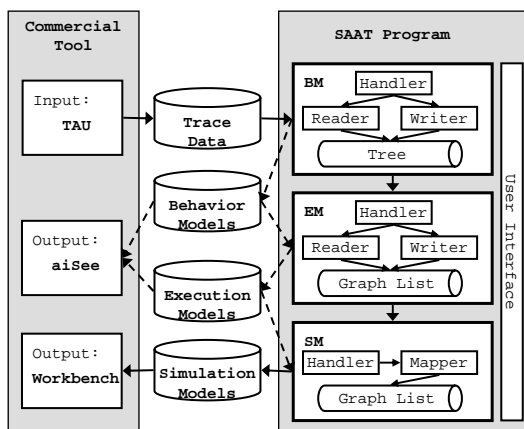 Commercial
Tool
SAAT Program
Input:
TAU
Trace
Data
BM
Handler
Reader
Writer
Tree
Behavior
Models
Output:
aiSee
Execution
Models
EM
Handler
Reader
Writer
Graph List
Output:
Workbench
Simulation
Models
SM
Handler
Mapper
Graph List
User Interface